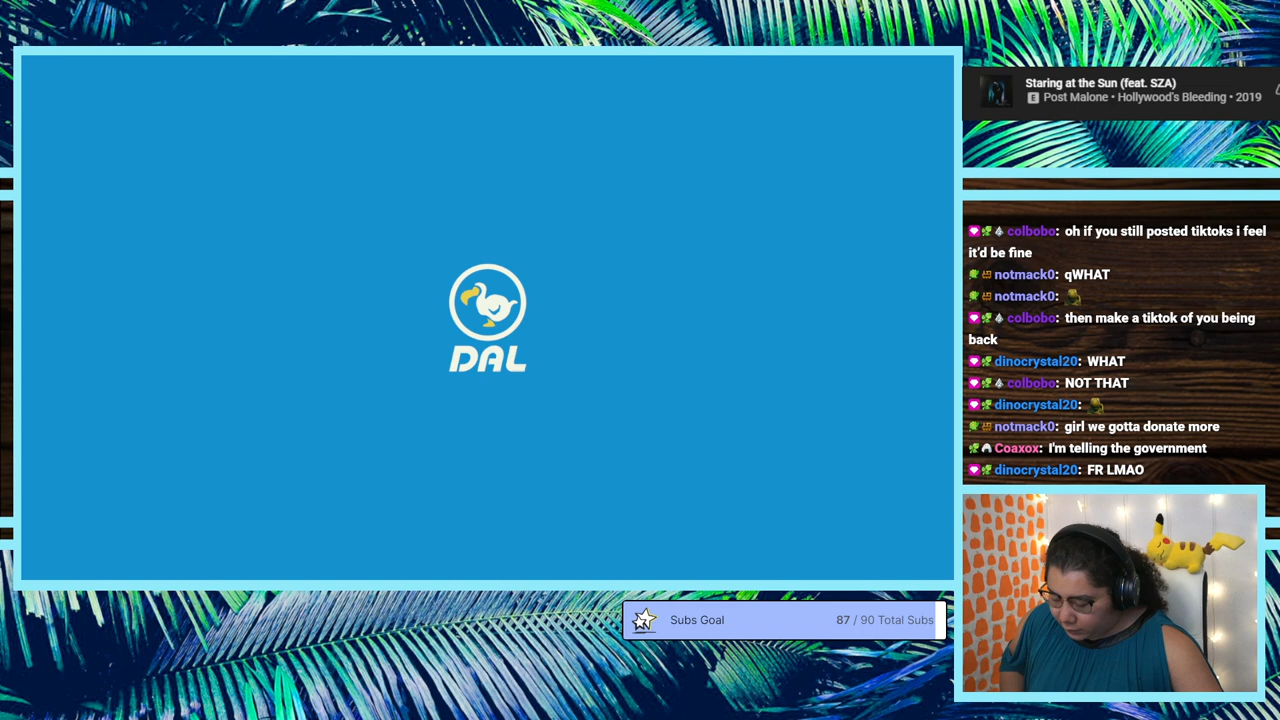 DAL
Staring at the Sun (feat. SZA)
E Post Malone • Hollywood's Bleeding • 2019
colbobo: oh if you still posted tiktoks i feel
it'd be fine
notmack0: qWHAT
notmack0:
colbobo: then make a tiktok of you being
back
dinocrystal20: WHAT
colbobo: NOT THAT
dinocrystal20:
notmack0: girl we gotta donate more
Coaxox: I'm telling the government
dinocrystal20: FR LMAO
Subs Goal 87 / 90 Total Subs